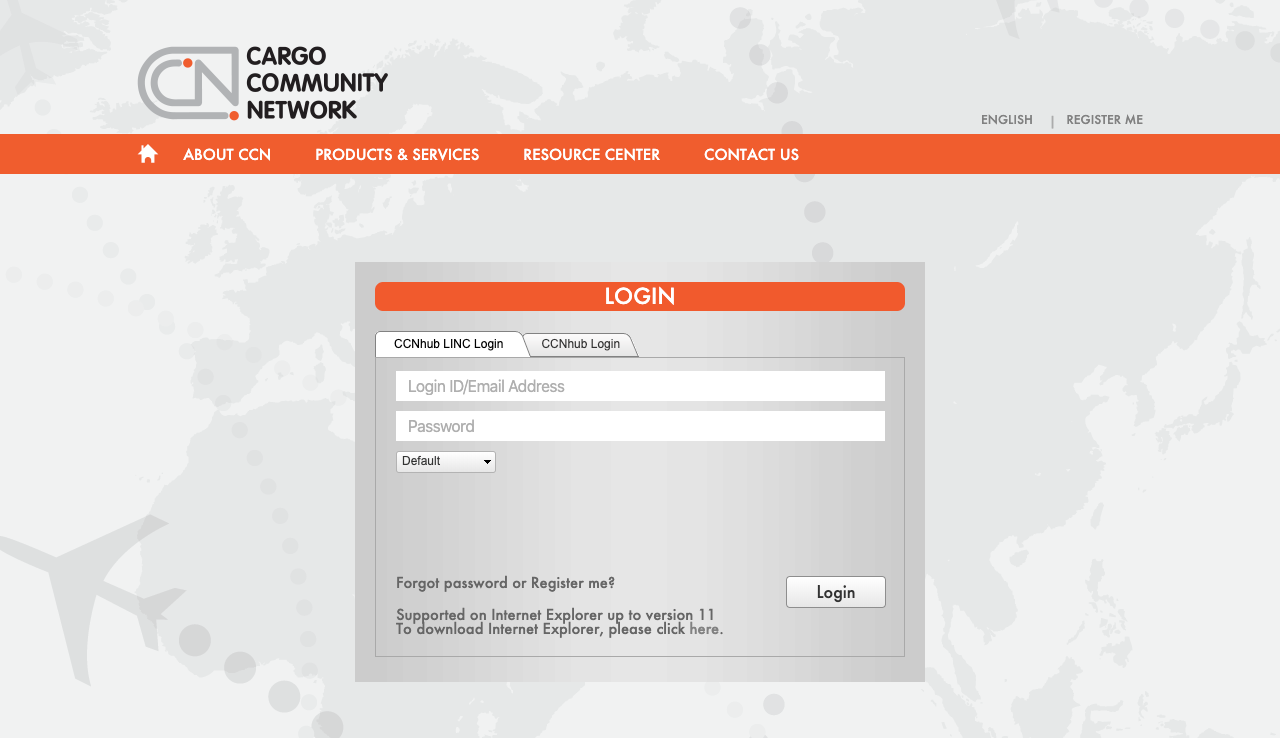 CARGO
COMMUNITY
NETWORK
ENGLISH | REGISTER ME
ABOUT CCN PRODUCTS & SERVICES RESOURCE CENTER CONTACT US
LOGIN
CCNhub LINC Login CCNhub Login
Login ID/Email Address
Password
Default
Forgot password or Register me?
Login
Supported on Internet Explorer up to version 11
To download Internet Explorer, please click here.